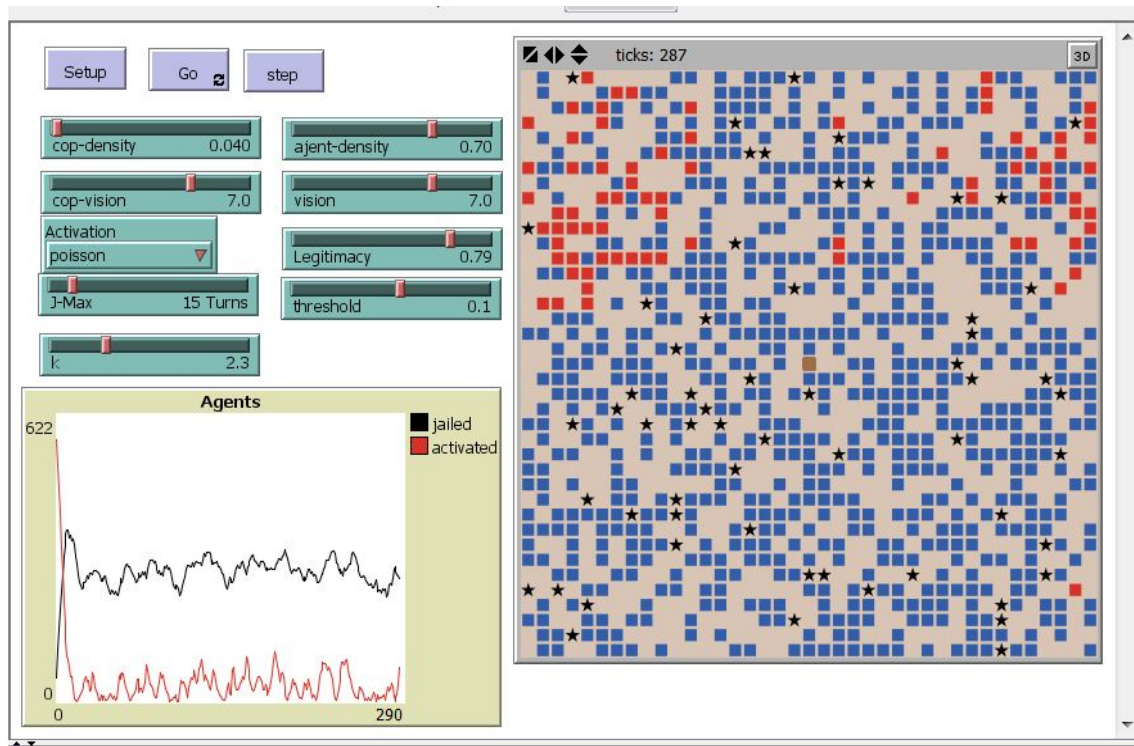 Setup
Go
step
cop-density 0.040
ajent-density 0.70
cop-vision 7.0
vision 7.0
Activation
poisson
Legitimacy 0.79
J-Max 15 Turns
threshold 0.1
k 2.3
Agents
622
0
0 290
jailed
activated
ticks: 287
3D